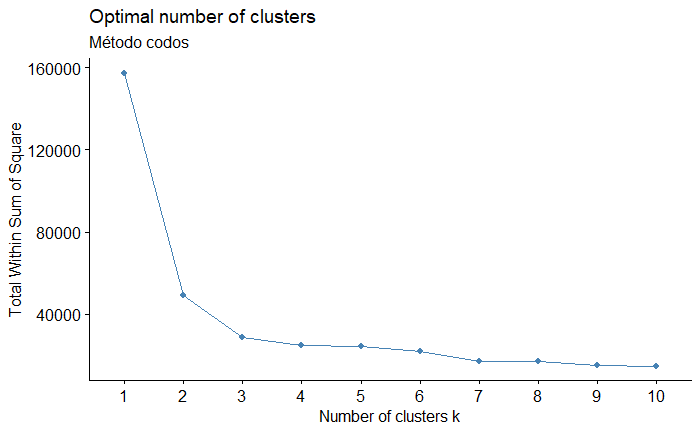 Optimal number of clusters
Método codos
Total Within Sum of Square
160000
120000
80000
40000
1 2 3 4 5 6 7 8 9 10
Number of clusters k